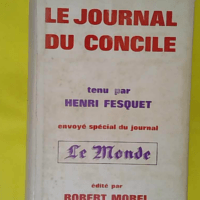 LE JOURNAL
DU CONCILE
tenu par
HENRI FESQUET
envoyé spécial du journal
Le Monde
édité par
ROBERT MOREL